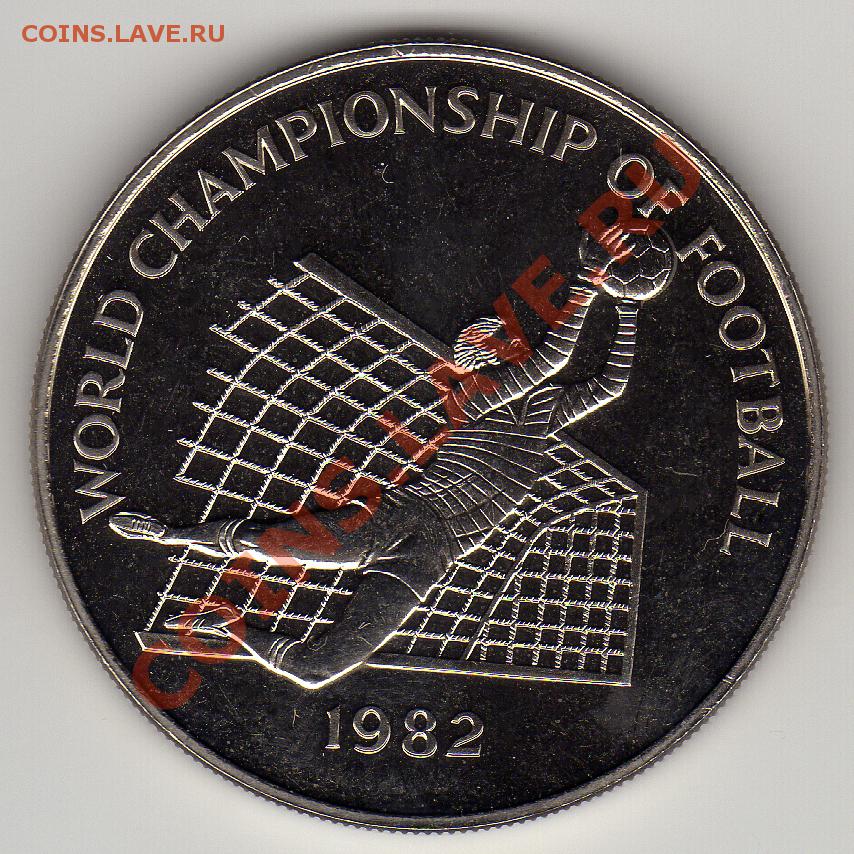 COINS.LAVE.RU
WORLD CHAMPIONSHIP OF FOOTBALL
COINS.LAVE.RU
1982